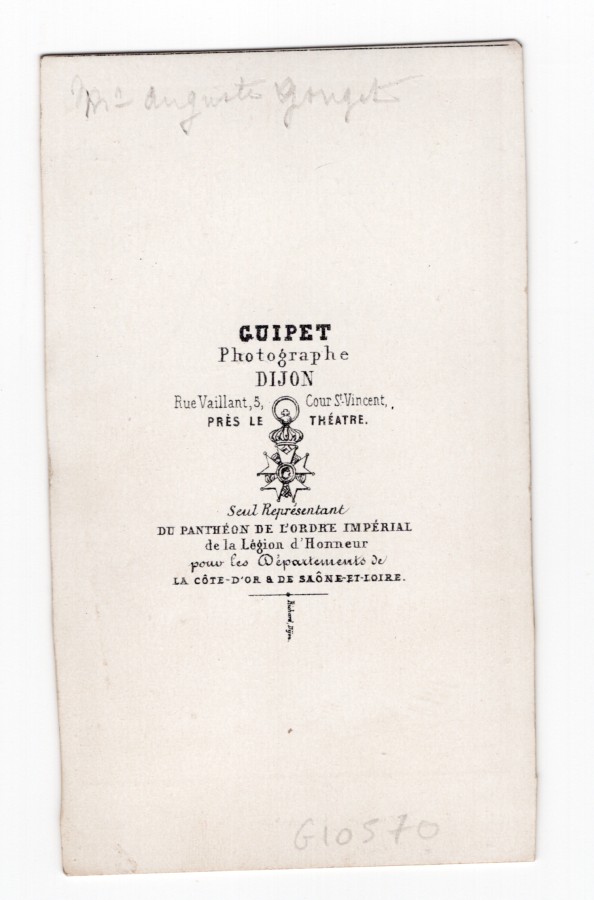 Auguste Gouget
GUIPET
Photographe
DIJON
Rue Vaillant, 5, Cour St. Vincent,
PRÈS LE THÉATRE.
Seul Représentant
DU PANTHÉON DE L'ORDRE IMPÉRIAL
de la Légion d'Honneur
pour les Départements de
LA CÔTE-D'OR & DE SAÔNE-ET-LOIRE.
Dijon
G10570